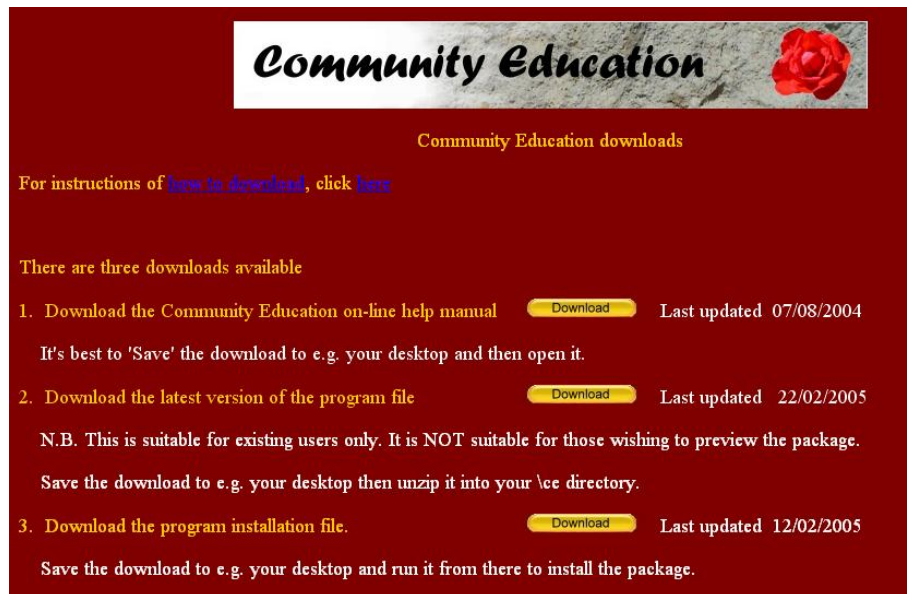 Community Education
Community Education downloads
For instructions of how to download, click here
There are three downloads available
1. Download the Community Education on-line help manual Download Last updated 07/08/2004
It's best to 'Save' the download to e.g. your desktop and then open it.
2. Download the latest version of the program file Download Last updated 22/02/2005
N.B. This is suitable for existing users only. It is NOT suitable for those wishing to preview the package.
Save the download to e.g. your desktop then unzip it into your \ce directory.
3. Download the program installation file. Download Last updated 12/02/2005
Save the download to e.g. your desktop and run it from there to install the package.